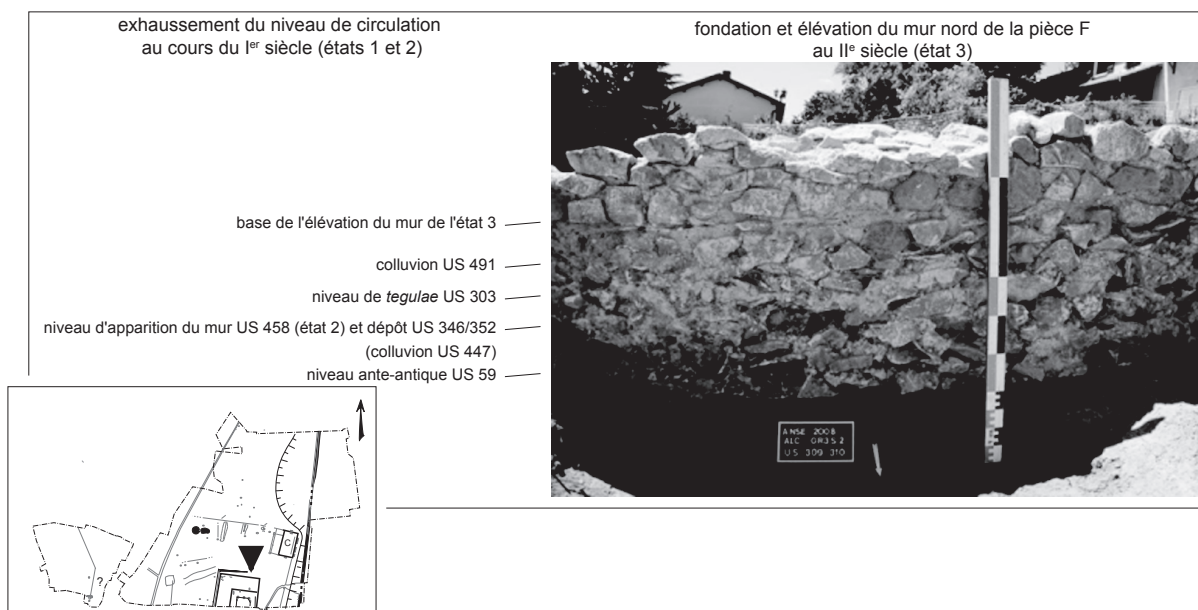 exhaussement du niveau de circulation
au cours du Ier siècle (états 1 et 2)
fondation et élévation du mur nord de la pièce F
au IIe siècle (état 3)
base de l'élévation du mur de l'état 3
colluvion US 491
niveau de tegulae US 303
niveau d'apparition du mur US 458 (état 2) et dépôt US 346/352
(colluvion US 447)
niveau ante-antique US 59
ANSE 2008
ALC GR3 S2
US 309 310
C
?